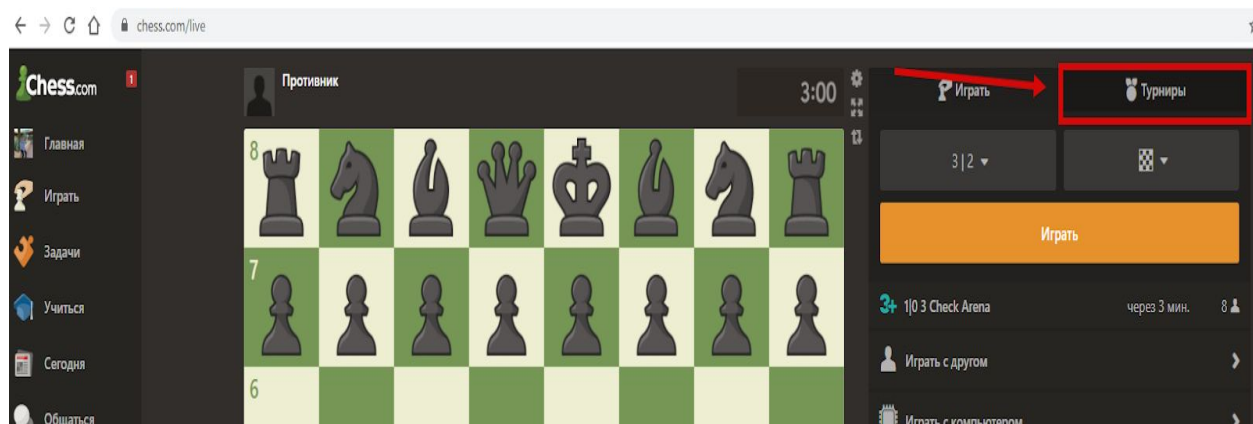 chess.com/live
Chess.com 1
Главная
Играть
Задачи
Учиться
Сегодня
Общаться
Противник
3:00
8
7
6
Играть
Турниры
3|2
Играть
3+ 1|0 3 Check Arena через 3 мин. 8
Играть с другом
Играть с компьютером